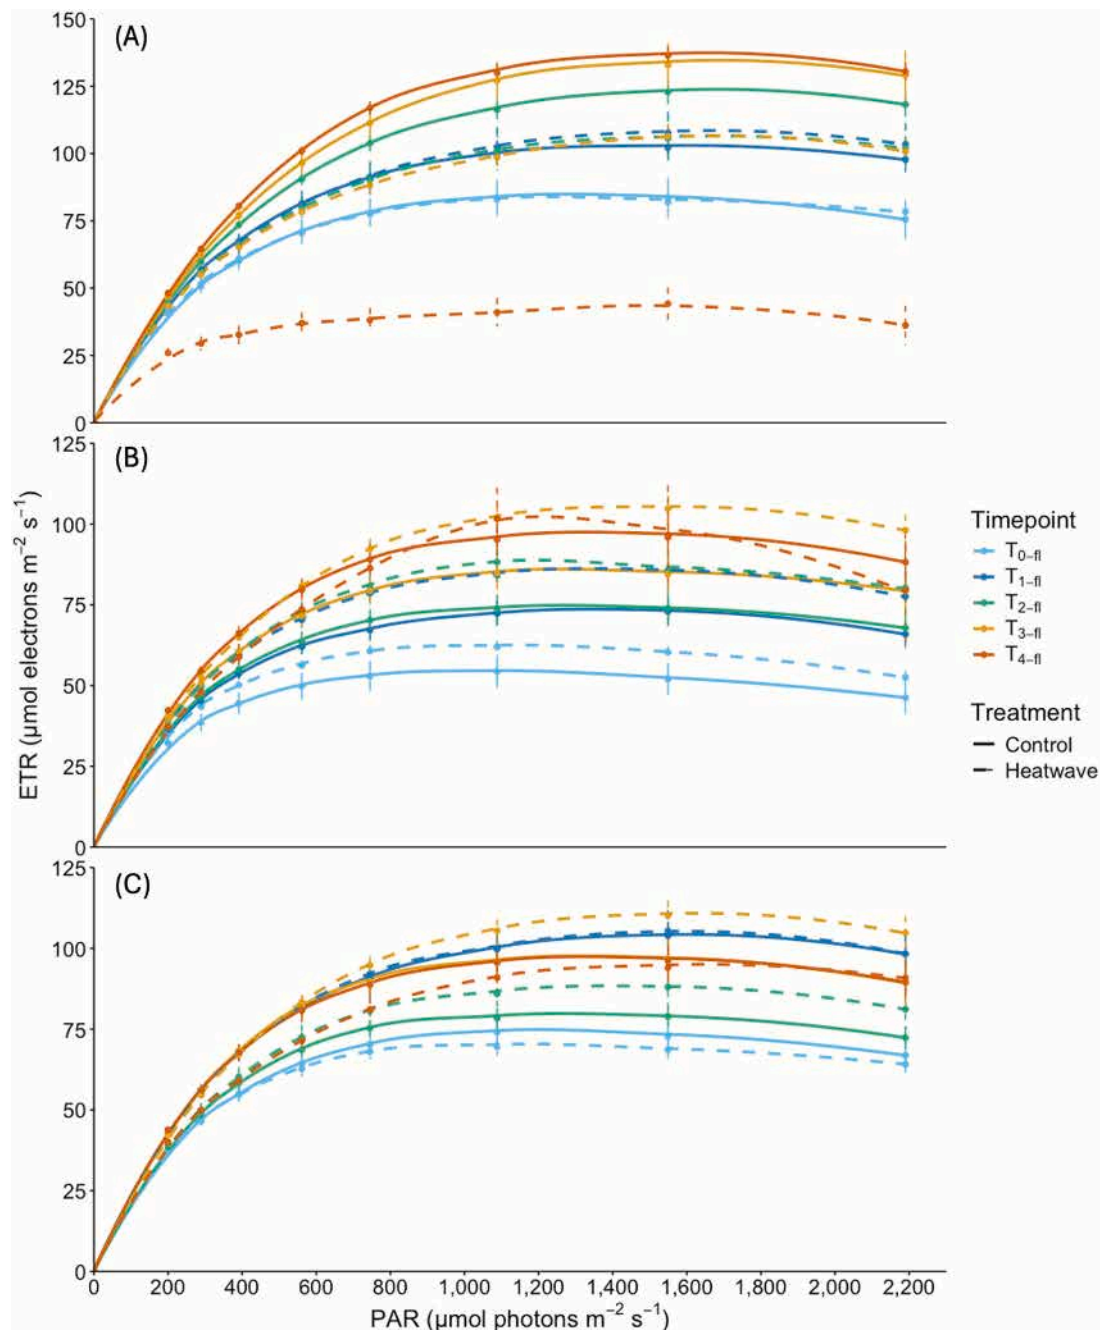 (A)
150
125
100
75
50
25
0
(B)
125
100
75
50
25
0
ETR (µmol electrons m⁻² s⁻¹)
Timepoint
T₀₋fl
T₁₋fl
T₂₋fl
T₃₋fl
T₄₋fl
Treatment
Control
Heatwave
(C)
125
100
75
50
25
0
0 200 400 600 800 1,000 1,200 1,400 1,600 1,800 2,000 2,200
PAR (µmol photons m⁻² s⁻¹)